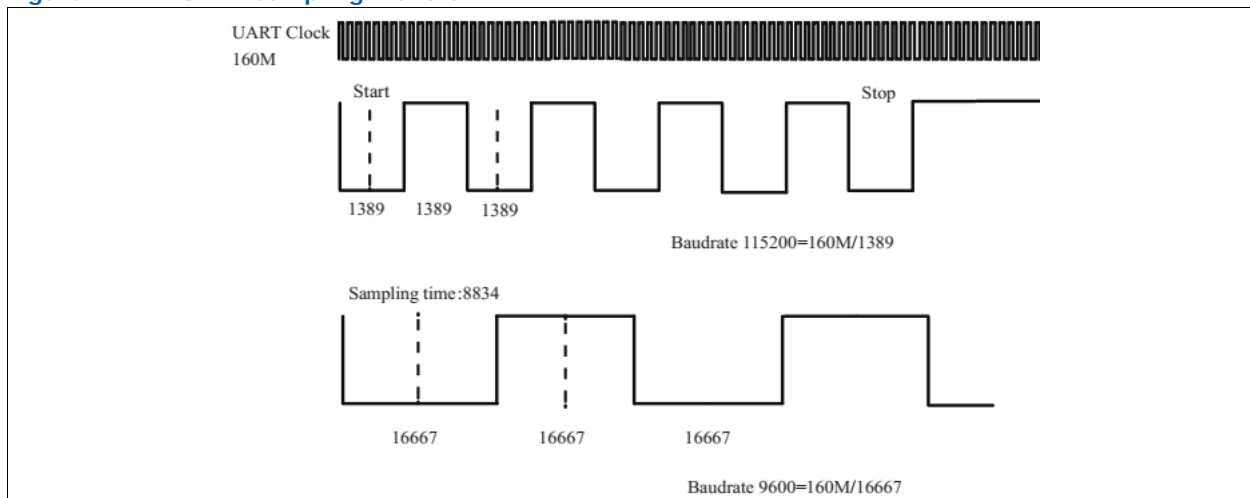 UART Clock
160M
Start
Stop
1389
1389
1389
Baudrate 115200=160M/1389
Sampling time:8834
16667
16667
16667
Baudrate 9600=160M/16667